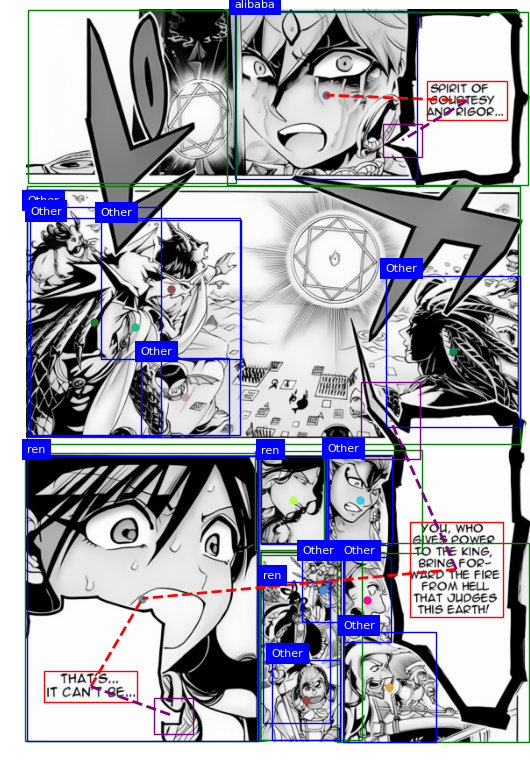 alibaba
SPIRIT OF
COURTESY
AND RIGOR...
Other
Other
Other
Other
Other
ren
ren
Other
YOU, WHO
GIVES POWER
TO THE KING,
BRING FOR-
WARD THE FIRE
FROM HELL
THAT JUDGES
THIS EARTH!
Other
Other
ren
Other
Other
THAT'S...
IT CAN'T BE...